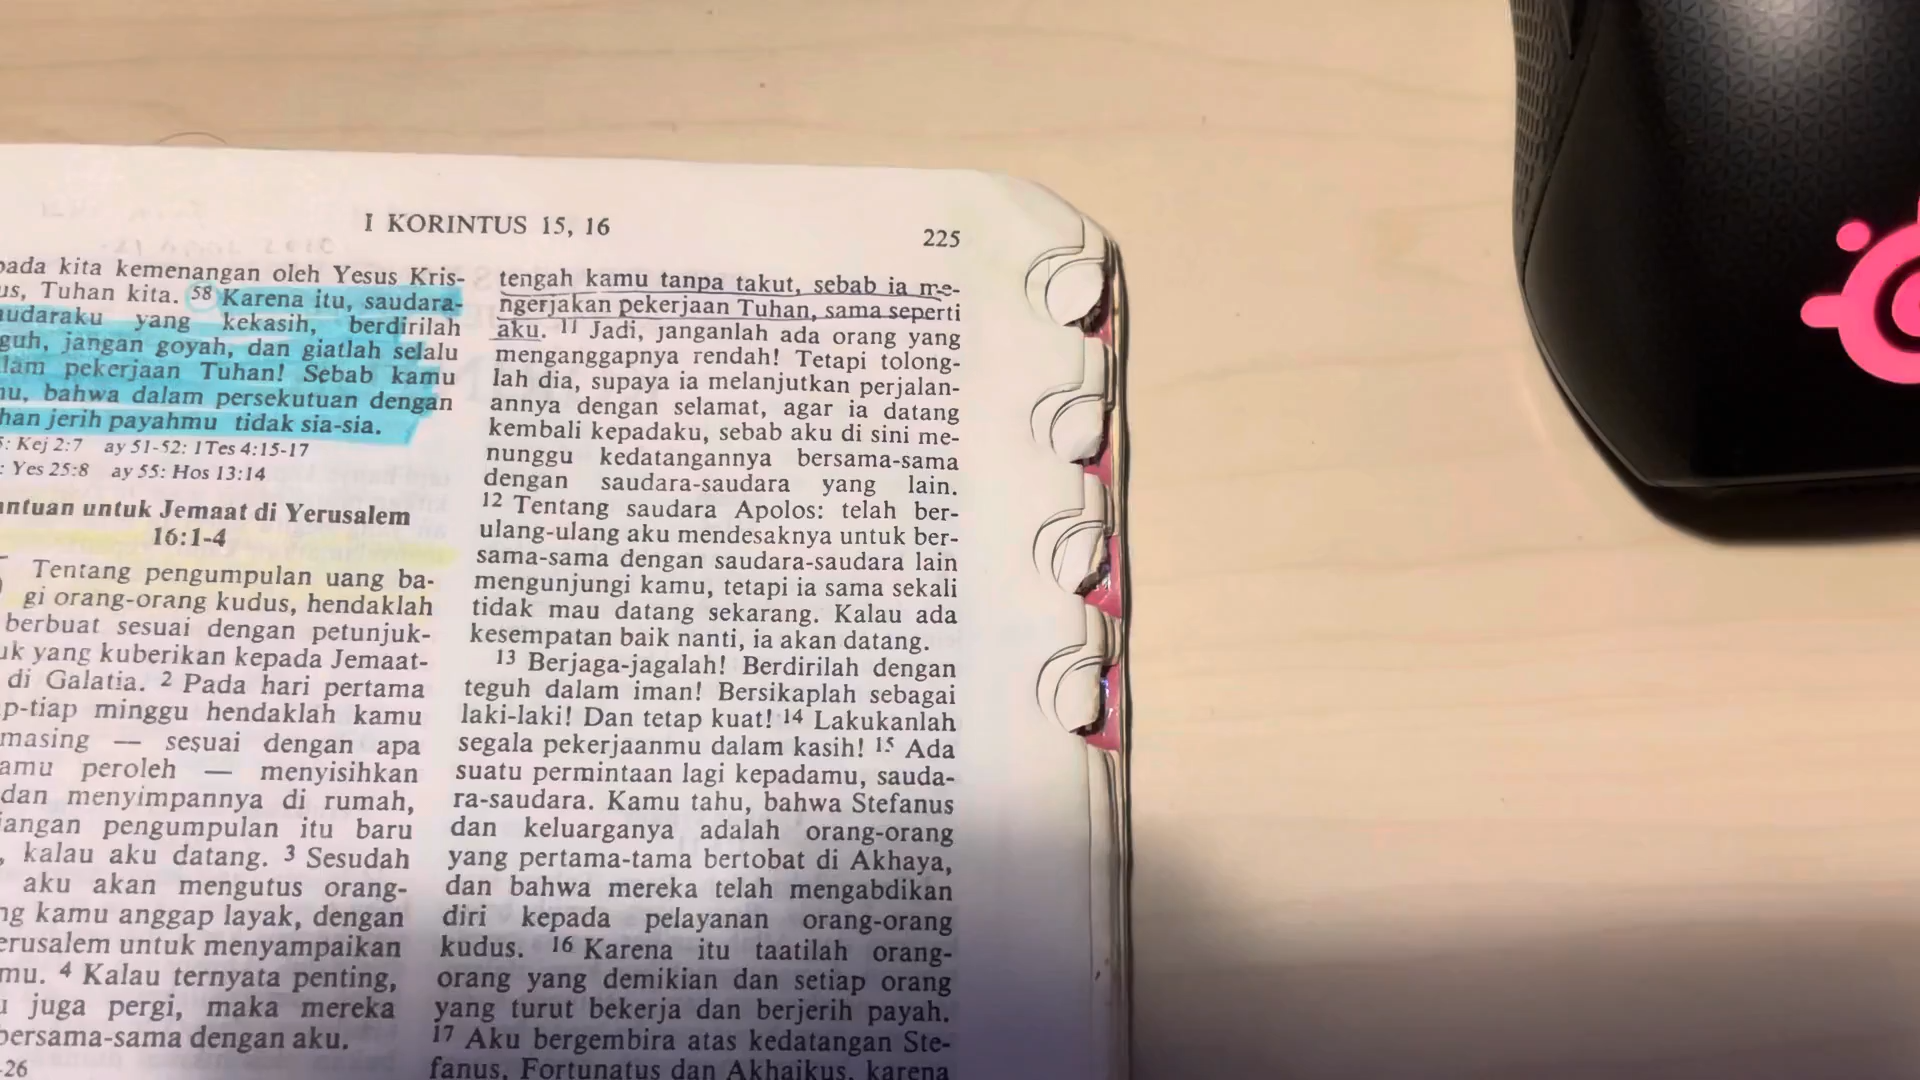 I KORINTUS 15, 16
225
pada kita kemenangan oleh Yesus Kris-
us, Tuhan kita. 58 Karena itu, saudara-
audaraku yang kekasih, berdirilah
guh, jangan goyah, dan giatlah selalu
lam pekerjaan Tuhan! Sebab kamu
hu, bahwa dalam persekutuan dengan
han jerih payahmu tidak sia-sia.
5: Kej 2:7 ay 51-52: 1Tes 4:15-17
: Yes 25:8 ay 55: Hos 13:14
antuan untuk Jemaat di Yerusalem
16:1-4
Tentang pengumpulan uang ba-
gi orang-orang kudus, hendaklah
berbuat sesuai dengan petunjuk-
uk yang kuberikan kepada Jemaat-
di Galatia. 2 Pada hari pertama
p-tiap minggu hendaklah kamu
masing — sesuai dengan apa
amu peroleh — menyisihkan
dan menyimpannya di rumah,
jangan pengumpulan itu baru
, kalau aku datang. 3 Sesudah
aku akan mengutus orang-
ng kamu anggap layak, dengan
erusalem untuk menyampaikan
mu. 4 Kalau ternyata penting,
u juga pergi, maka mereka
bersama-sama dengan aku.
-26
tengah kamu tanpa takut, sebab ia me-
ngerjakan pekerjaan Tuhan, sama seperti
aku. 11 Jadi, janganlah ada orang yang
menganggapnya rendah! Tetapi tolong-
lah dia, supaya ia melanjutkan perjalan-
annya dengan selamat, agar ia datang
kembali kepadaku, sebab aku di sini me-
nunggu kedatangannya bersama-sama
dengan saudara-saudara yang lain.
12 Tentang saudara Apolos: telah ber-
ulang-ulang aku mendesaknya untuk ber-
sama-sama dengan saudara-saudara lain
mengunjungi kamu, tetapi ia sama sekali
tidak mau datang sekarang. Kalau ada
kesempatan baik nanti, ia akan datang.
13 Berjaga-jagalah! Berdirilah dengan
teguh dalam iman! Bersikaplah sebagai
laki-laki! Dan tetap kuat! 14 Lakukanlah
segala pekerjaanmu dalam kasih! 15 Ada
suatu permintaan lagi kepadamu, sauda-
ra-saudara. Kamu tahu, bahwa Stefanus
dan keluarganya adalah orang-orang
yang pertama-tama bertobat di Akhaya,
dan bahwa mereka telah mengabdikan
diri kepada pelayanan orang-orang
kudus. 16 Karena itu taatilah orang-
orang yang demikian dan setiap orang
yang turut bekerja dan berjerih payah.
17 Aku bergembira atas kedatangan Ste-
fanus, Fortunatus dan Akhaikus, karena